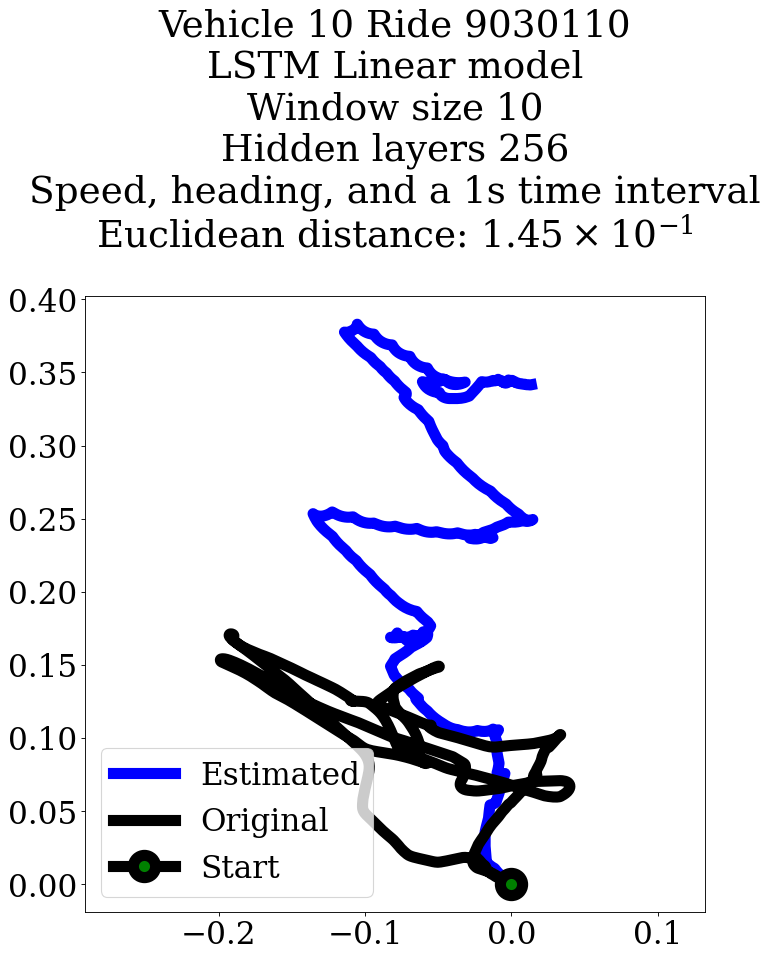 Vehicle 10 Ride 9030110
LSTM Linear model
Window size 10
Hidden layers 256
Speed, heading, and a 1s time interval
Euclidean distance: 1.45 × 10⁻¹
0.40
0.35
0.30
0.25
0.20
0.15
0.10
0.05
0.00
Estimated
Original
Start
−0.2 −0.1 0.0 0.1